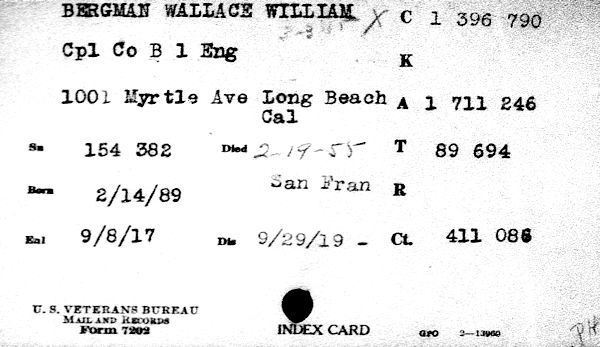 BERGMAN WALLACE WILLIAM X C 1 396 790
Cpl Co B 1 Eng K
1001 Myrtle Ave Long Beach A 1 711 246
Cal
Sn 154 382 Died 2-19-55 T 89 694
San Fran
Born 2/14/89 R
Enl 9/8/17 Dis 9/29/19 - Ct. 411 086
U. S. VETERANS BUREAU
MAIL AND RECORDS
Form 7202
INDEX CARD
GPO 2-13960